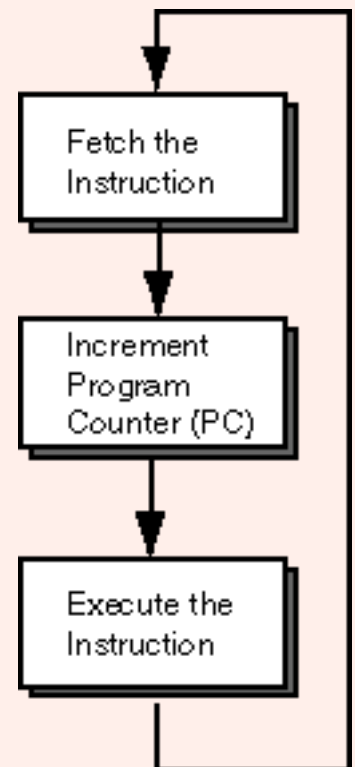 Fetch the
Instruction
Increment
Program
Counter (PC)
Execute the
Instruction